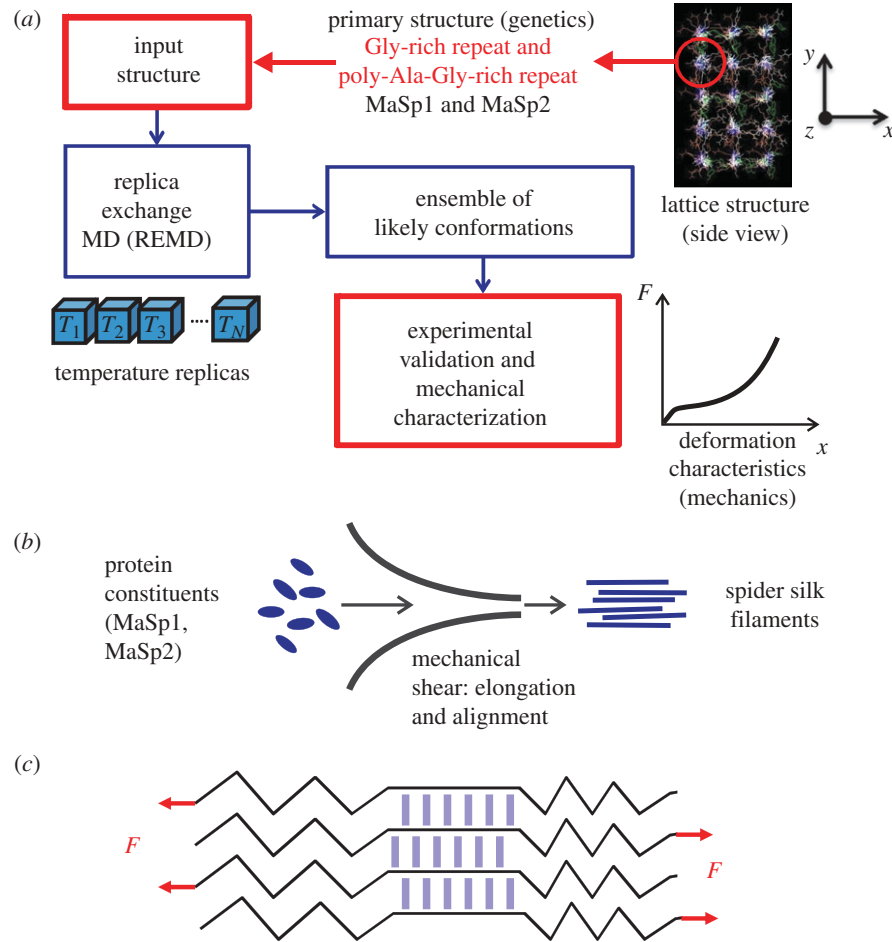 (a)
input
structure
primary structure (genetics)
Gly-rich repeat and
poly-Ala-Gly-rich repeat
MaSp1 and MaSp2
y
z
x
lattice structure
(side view)
replica
exchange
MD (REMD)
ensemble of
likely conformations
T1 T2 T3 .... TN
temperature replicas
experimental
validation and
mechanical
characterization
F
x
deformation
characteristics
(mechanics)
(b)
protein
constituents
(MaSp1,
MaSp2)
mechanical
shear: elongation
and alignment
spider silk
filaments
(c)
F
F